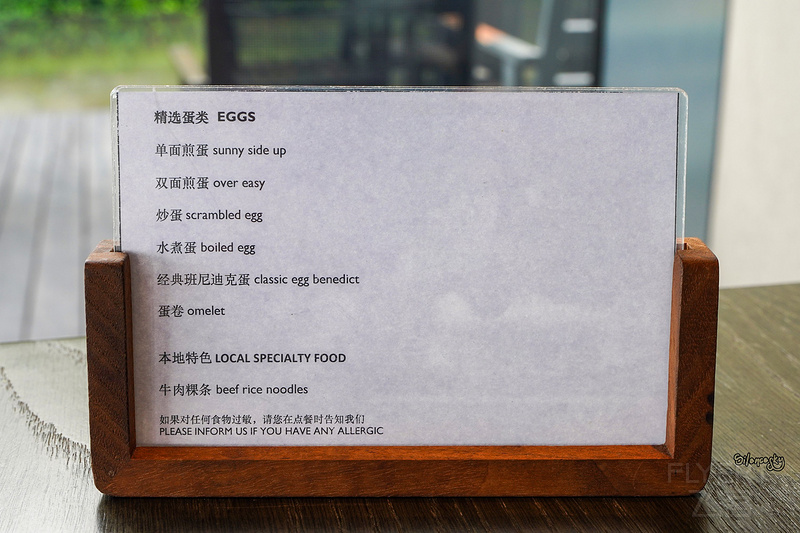 精选蛋类 EGGS
单面煎蛋 sunny side up
双面煎蛋 over easy
炒蛋 scrambled egg
水煮蛋 boiled egg
经典班尼迪克蛋 classic egg benedict
蛋卷 omelet
本地特色 LOCAL SPECIALTY FOOD
牛肉粿条 beef rice noodles
如果对任何食物过敏，请您在点餐时告知我们
PLEASE INFORM US IF YOU HAVE ANY ALLERGIC